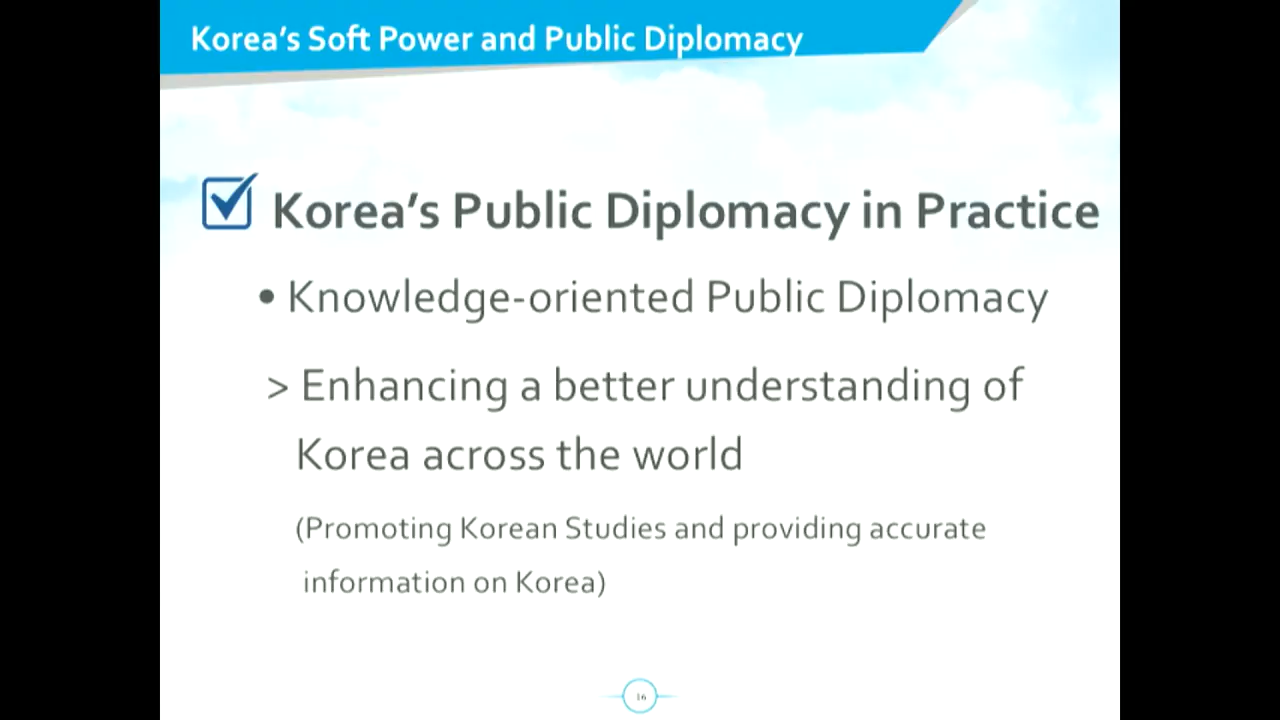 Korea's Soft Power and Public Diplomacy
Korea's Public Diplomacy in Practice
• Knowledge-oriented Public Diplomacy
> Enhancing a better understanding of
Korea across the world
(Promoting Korean Studies and providing accurate
information on Korea)
16